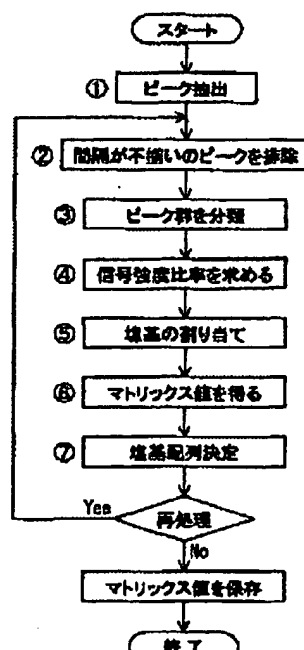 スタート
① ピーク抽出
② 間隔が不揃いのピークを排除
③ ピーク群を分類
④ 信号強度比率を求める
⑤ 塩基の割り当て
⑥ マトリックス値を得る
⑦ 塩基配列決定
Yes
再処理
No
マトリックス値を保存
終了